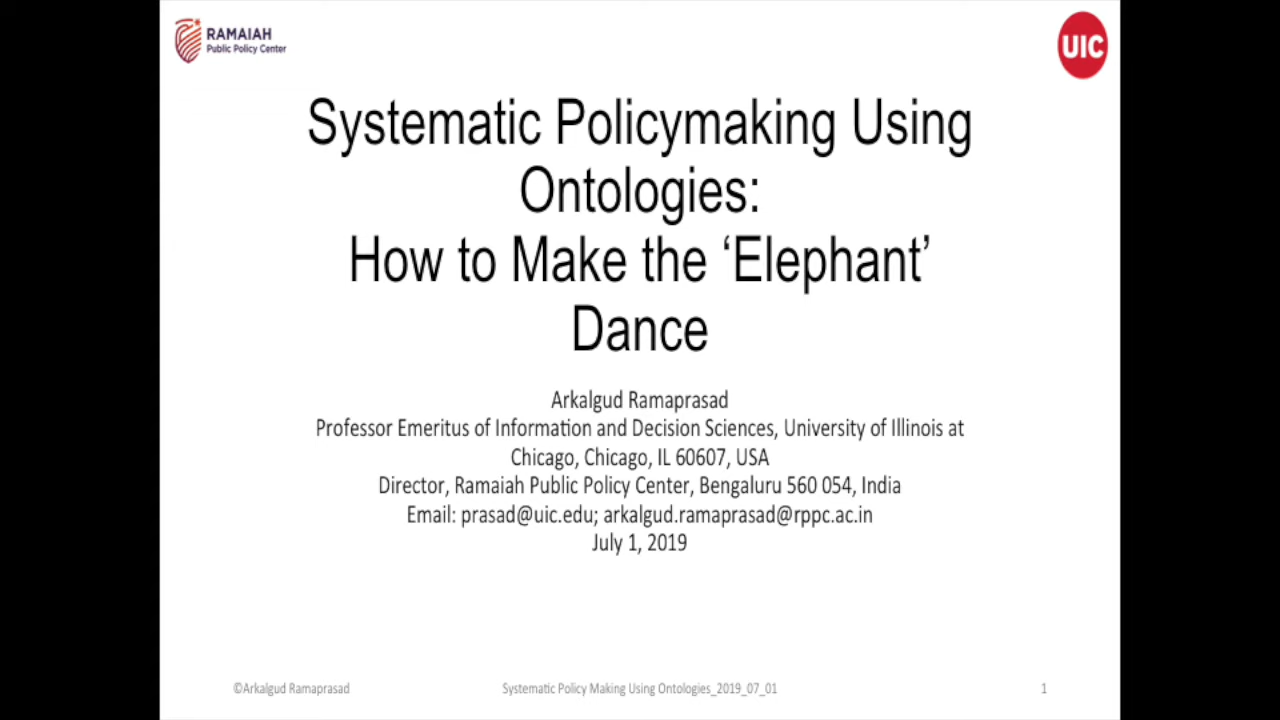 RAMAIAH
Public Policy Center
UIC
Systematic Policymaking Using
Ontologies:
How to Make the ‘Elephant’
Dance
Arkalgud Ramaprasad
Professor Emeritus of Information and Decision Sciences, University of Illinois at
Chicago, Chicago, IL 60607, USA
Director, Ramaiah Public Policy Center, Bengaluru 560 054, India
Email: prasad@uic.edu; arkalgud.ramaprasad@rppc.ac.in
July 1, 2019
©Arkalgud Ramaprasad
Systematic Policy Making Using Ontologies_2019_07_01
1